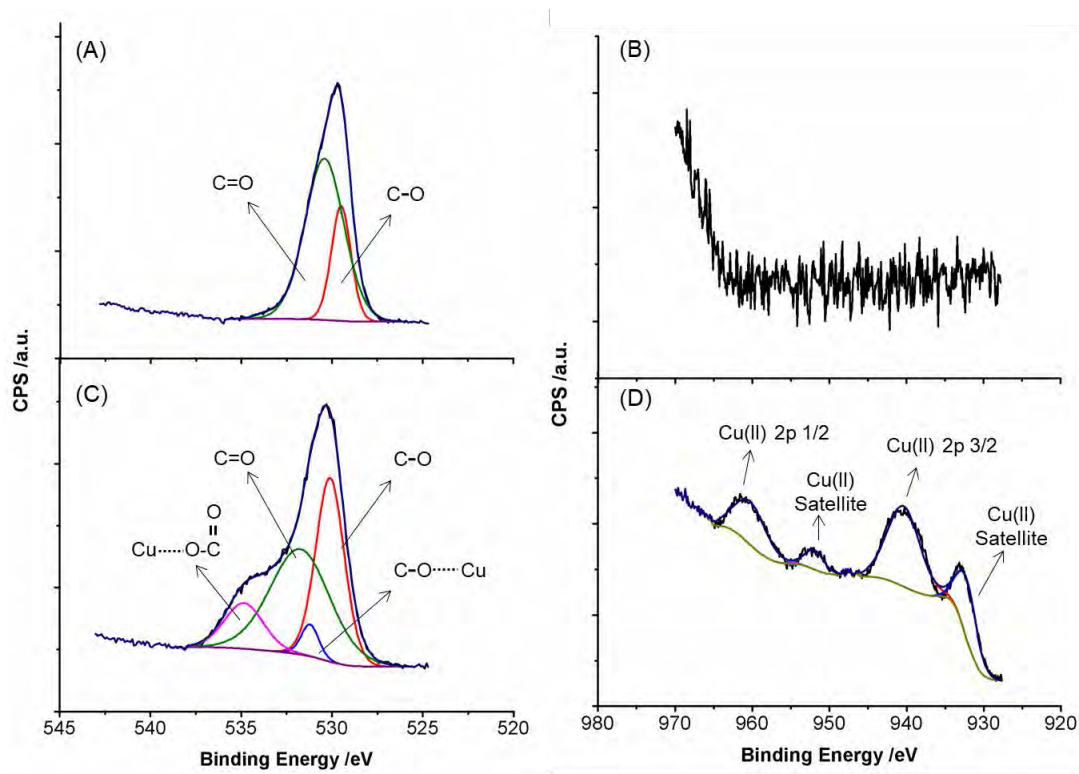 (A)
C=O
C-O
(B)
CPS /a.u.
(C)
C=O
C-O
O
Cu······O-C
C-O······Cu
545
540
535
530
525
520
Binding Energy /eV
CPS /a.u.
(D)
Cu(II) 2p 1/2
Cu(II)
Satellite
Cu(II) 2p 3/2
Cu(II)
Satellite
980
970
960
950
940
930
920
Binding Energy /eV